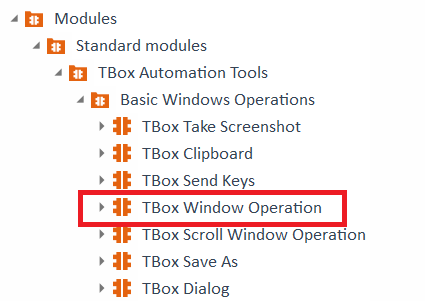 Modules
Standard modules
TBox Automation Tools
Basic Windows Operations
TBox Take Screenshot
TBox Clipboard
TBox Send Keys
TBox Window Operation
TBox Scroll Window Operation
TBox Save As
TBox Dialog